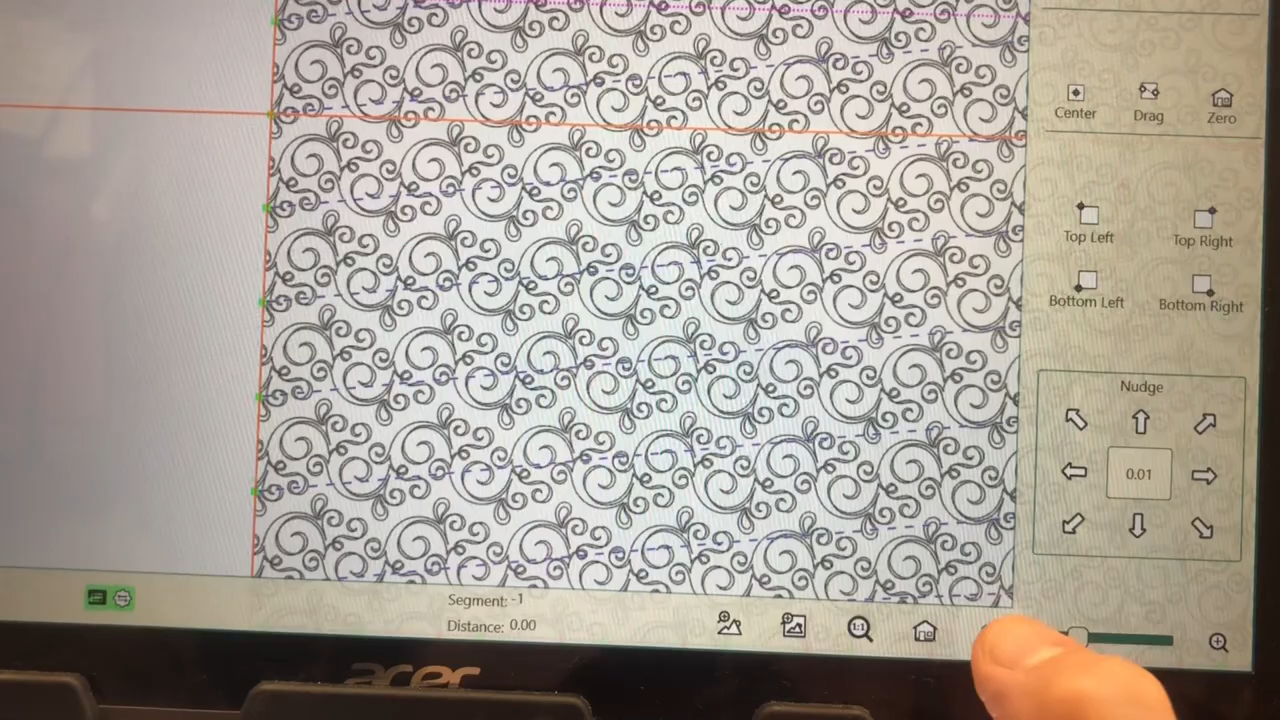 Center Drag Zero
Top Left Top Right
Bottom Left Bottom Right
Nudge
0.01
Segment: -1
Distance: 0.00
1:1
acer